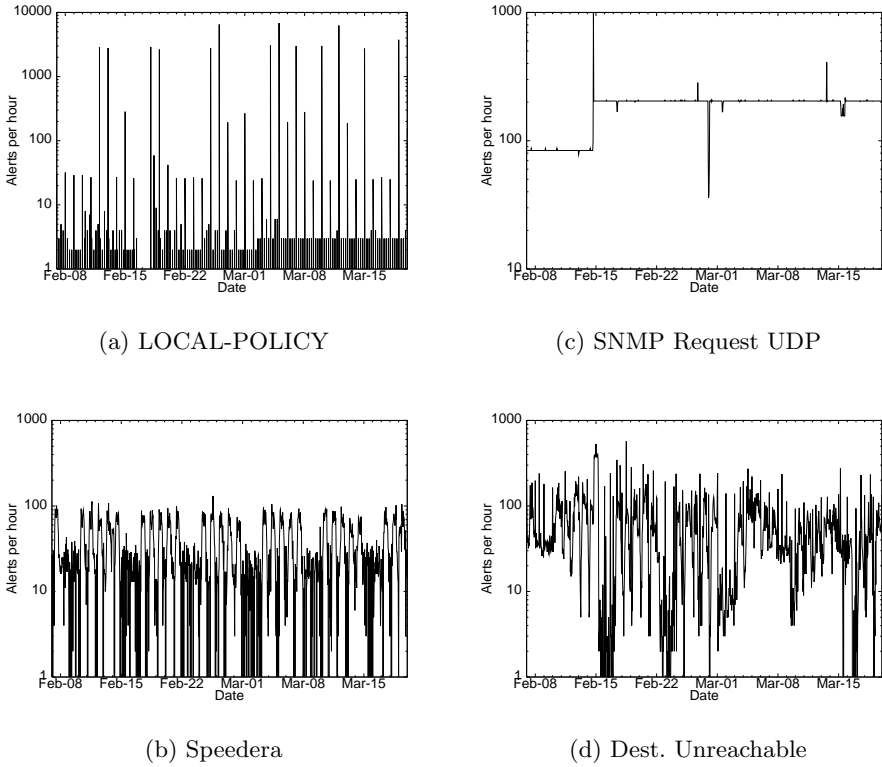 10000
1000
100
10
1
Alerts per hour
Feb-08 Feb-15 Feb-22 Mar-01 Mar-08 Mar-15
Date
(a) LOCAL-POLICY
1000
100
10
Alerts per hour
Feb-08 Feb-15 Feb-22 Mar-01 Mar-08 Mar-15
Date
(c) SNMP Request UDP
1000
100
10
1
Alerts per hour
Feb-08 Feb-15 Feb-22 Mar-01 Mar-08 Mar-15
Date
(b) Speedera
1000
100
10
1
Alerts per hour
Feb-08 Feb-15 Feb-22 Mar-01 Mar-08 Mar-15
Date
(d) Dest. Unreachable